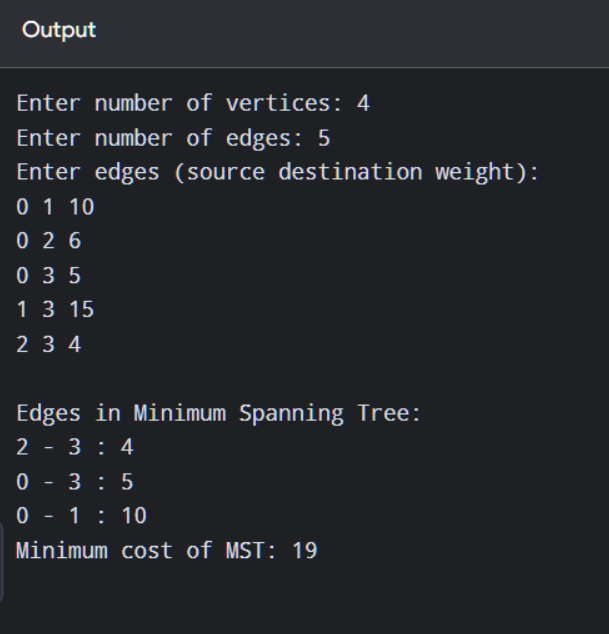 Output
Enter number of vertices: 4
Enter number of edges: 5
Enter edges (source destination weight):
0 1 10
0 2 6
0 3 5
1 3 15
2 3 4
Edges in Minimum Spanning Tree:
2 - 3 : 4
0 - 3 : 5
0 - 1 : 10
Minimum cost of MST: 19